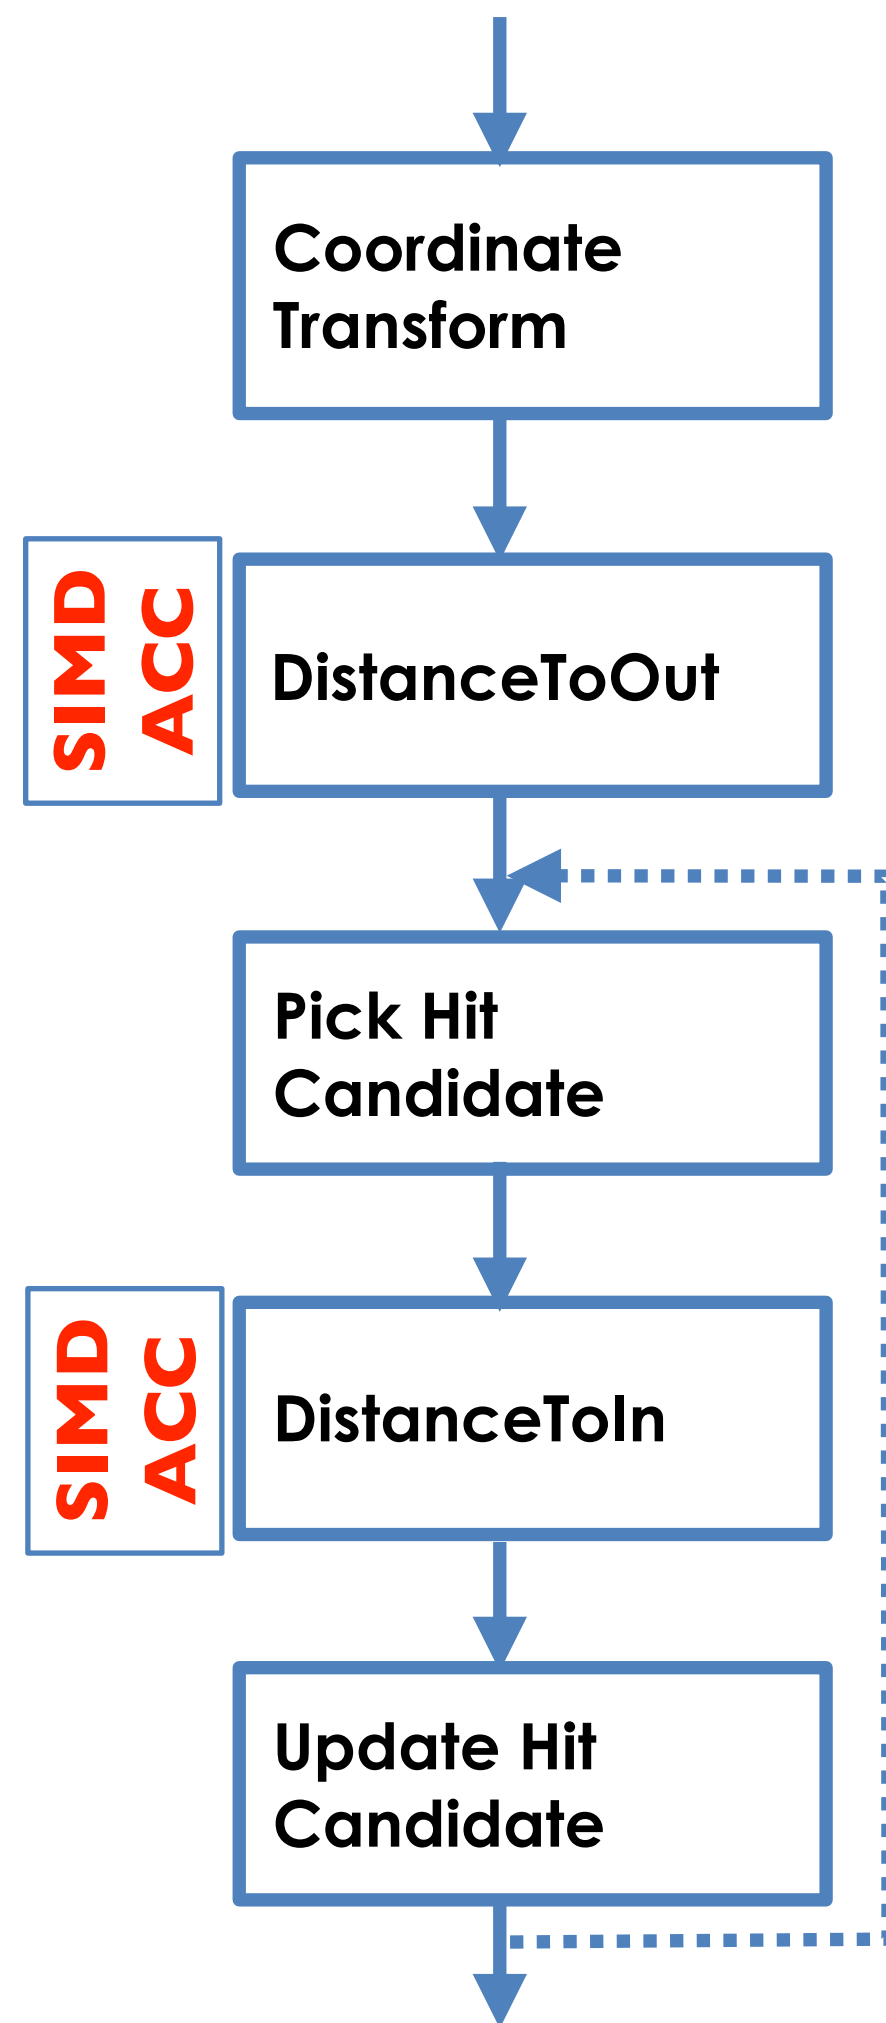 Coordinate
Transform
SIMD
ACC
DistanceToOut
Pick Hit
Candidate
SIMD
ACC
DistanceToIn
Update Hit
Candidate